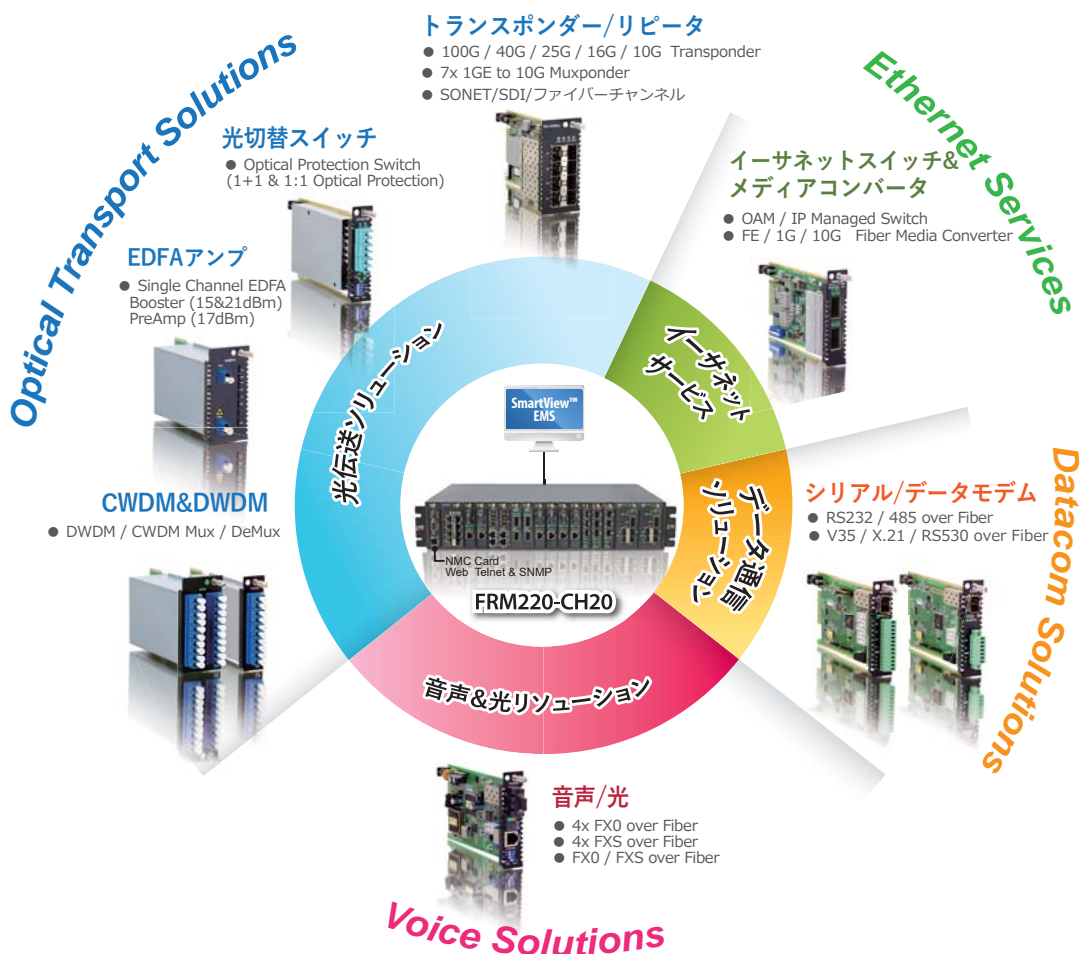 Optical Transport Solutions
トランスポンダー/リピータ
● 100G / 40G / 25G / 16G / 10G Transponder
● 7x 1GE to 10G Muxponder
● SONET/SDI/ファイバーチャンネル
光切替スイッチ
● Optical Protection Switch
(1+1 & 1:1 Optical Protection)
EDFAアンプ
● Single Channel EDFA
Booster (15&21dBm)
PreAmp (17dBm)
CWDM&DWDM
● DWDM / CWDM Mux / DeMux
Ethernet Services
イーサネットスイッチ&
メディアコンバータ
● OAM / IP Managed Switch
● FE / 1G / 10G Fiber Media Converter
光伝送ソリューション
イーサネット
サービス
SmartView™
EMS
NMC Card
Web Telnet & SNMP
FRM220-CH20
データ通信
ソリューション
Datacom Solutions
シリアル/データモデム
● RS232 / 485 over Fiber
● V35 / X.21 / RS530 over Fiber
音声&光リソューション
音声/光
● 4x FX0 over Fiber
● 4x FXS over Fiber
● FX0 / FXS over Fiber
Voice Solutions